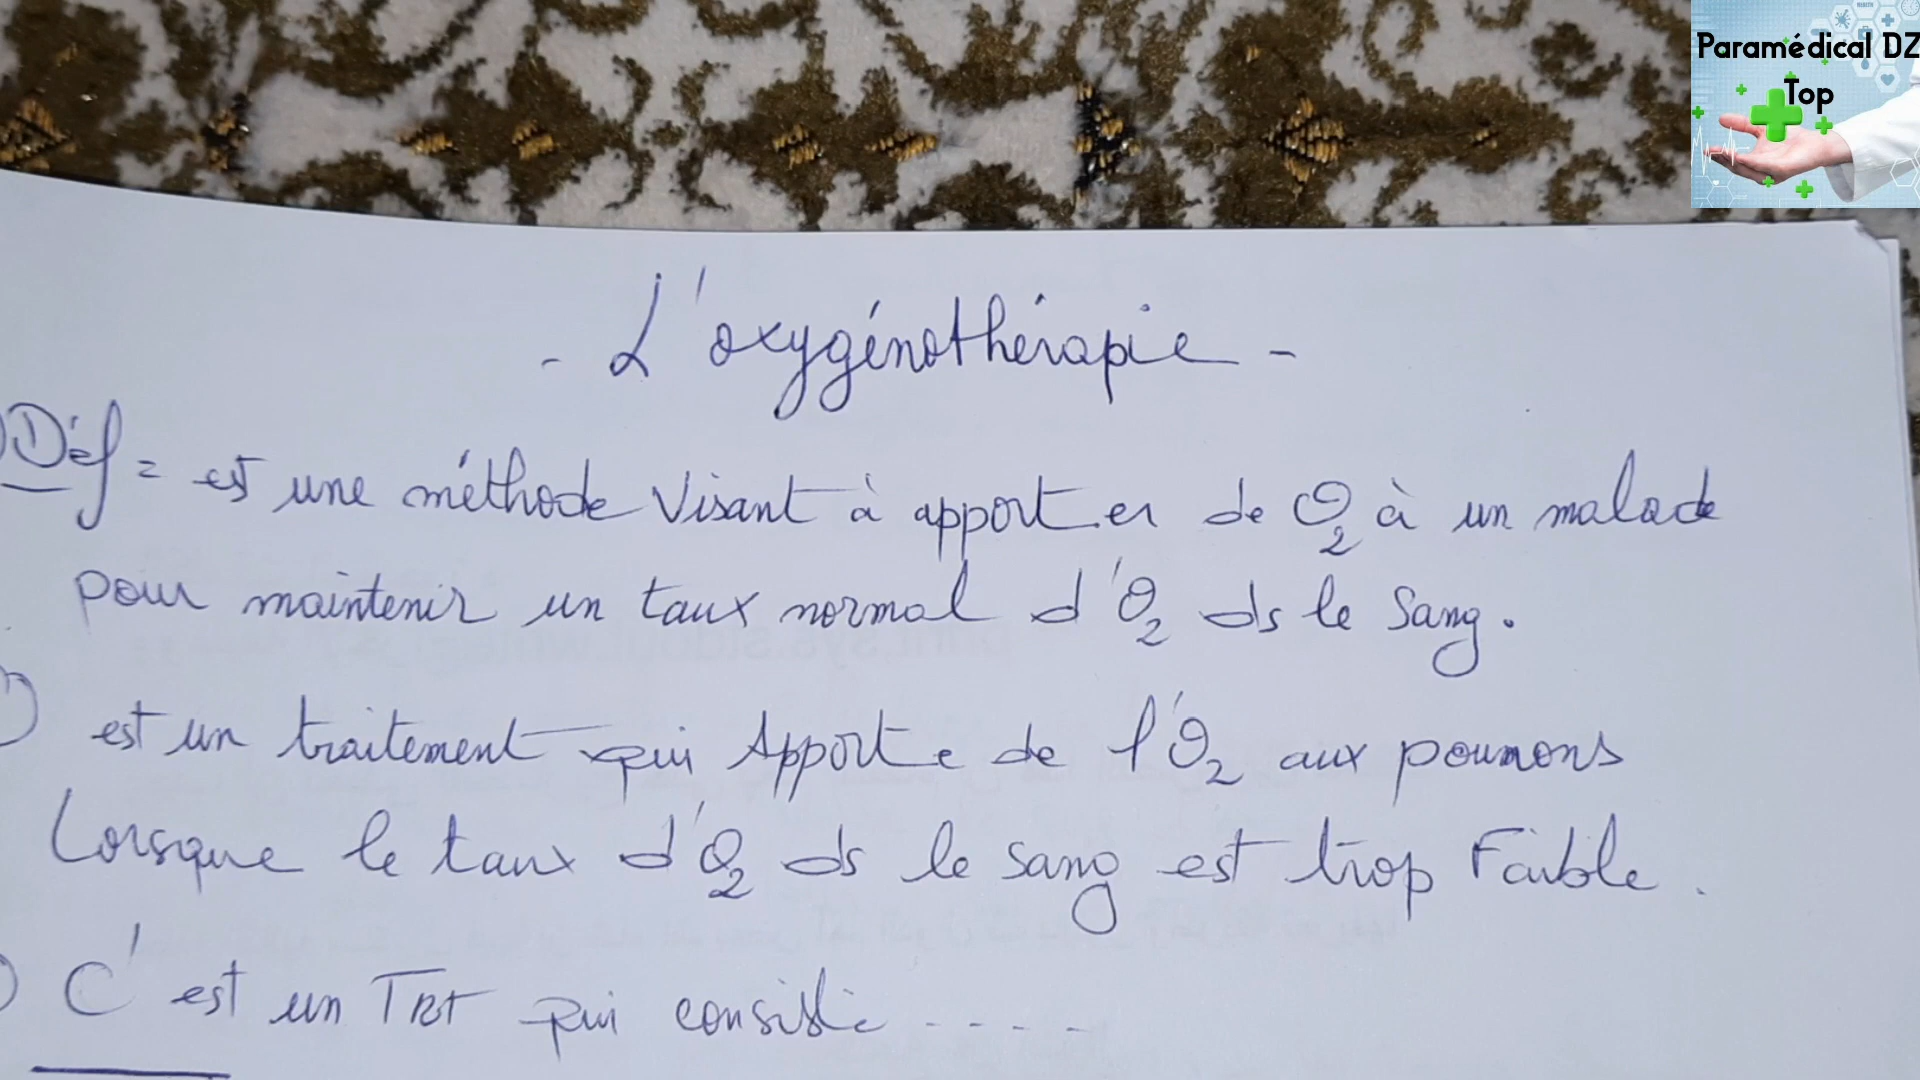 Paramédical DZ
Top
- L'oxygénothérapie -
Déf = est une méthode visant à apporter de O2 à un malade
pour maintenir un taux normal d'O2 ds le sang.
est un traitement qui Apporte de l'O2 aux poumons
Lorsque le taux d'O2 ds le sang est trop Faible.
C'est un TRT qui consiste ....